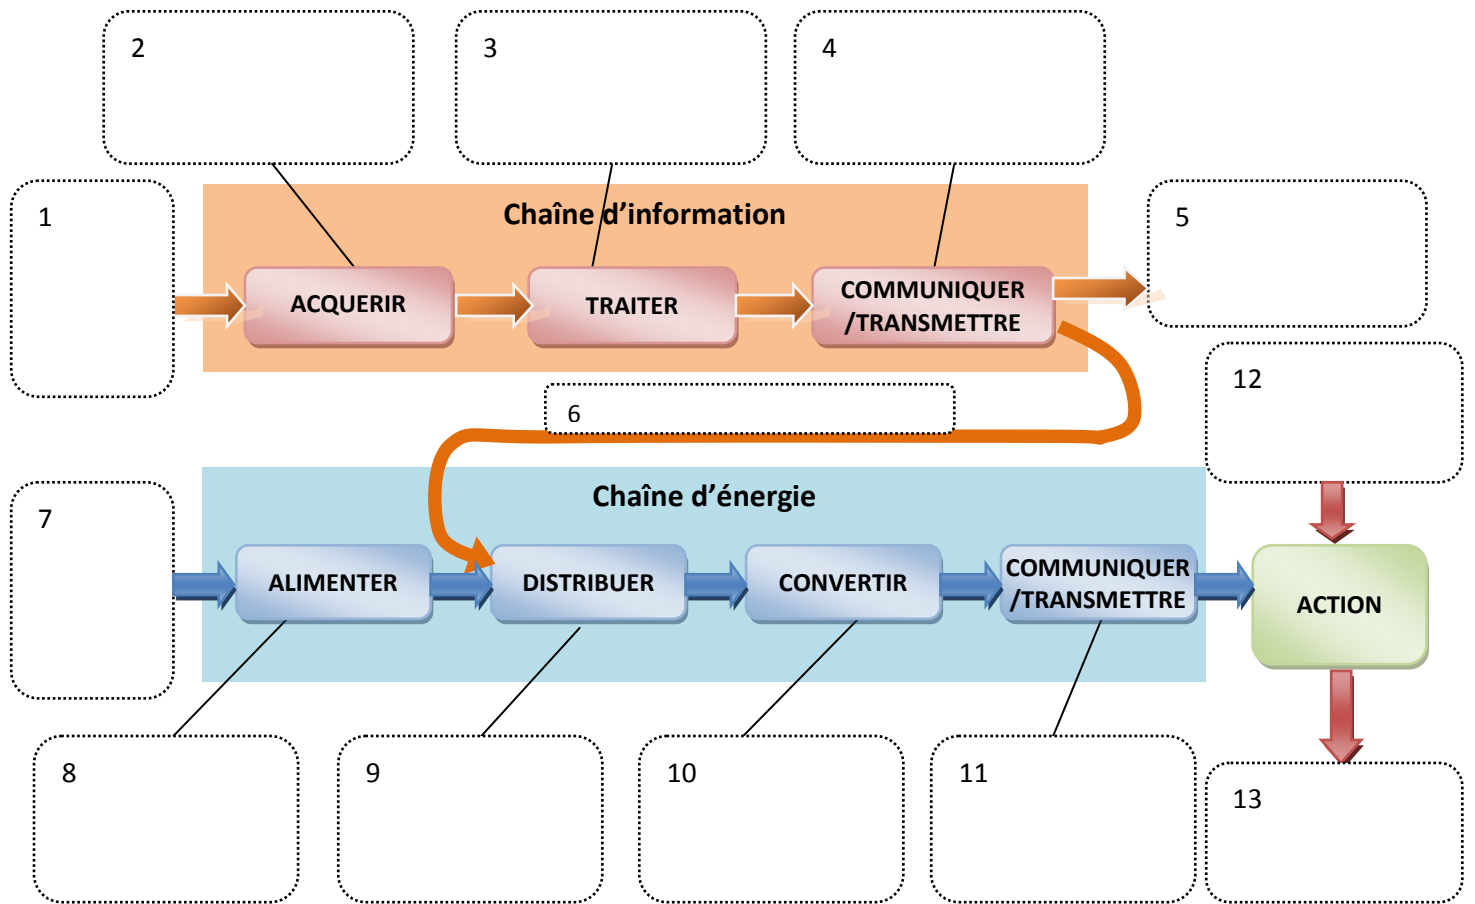 2
3
4
1
Chaîne d’information
5
ACQUERIR
TRAITER
COMMUNIQUER
/TRANSMETTRE
12
6
7
Chaîne d’énergie
ALIMENTER
DISTRIBUER
CONVERTIR
COMMUNIQUER
/TRANSMETTRE
ACTION
8
9
10
11
13